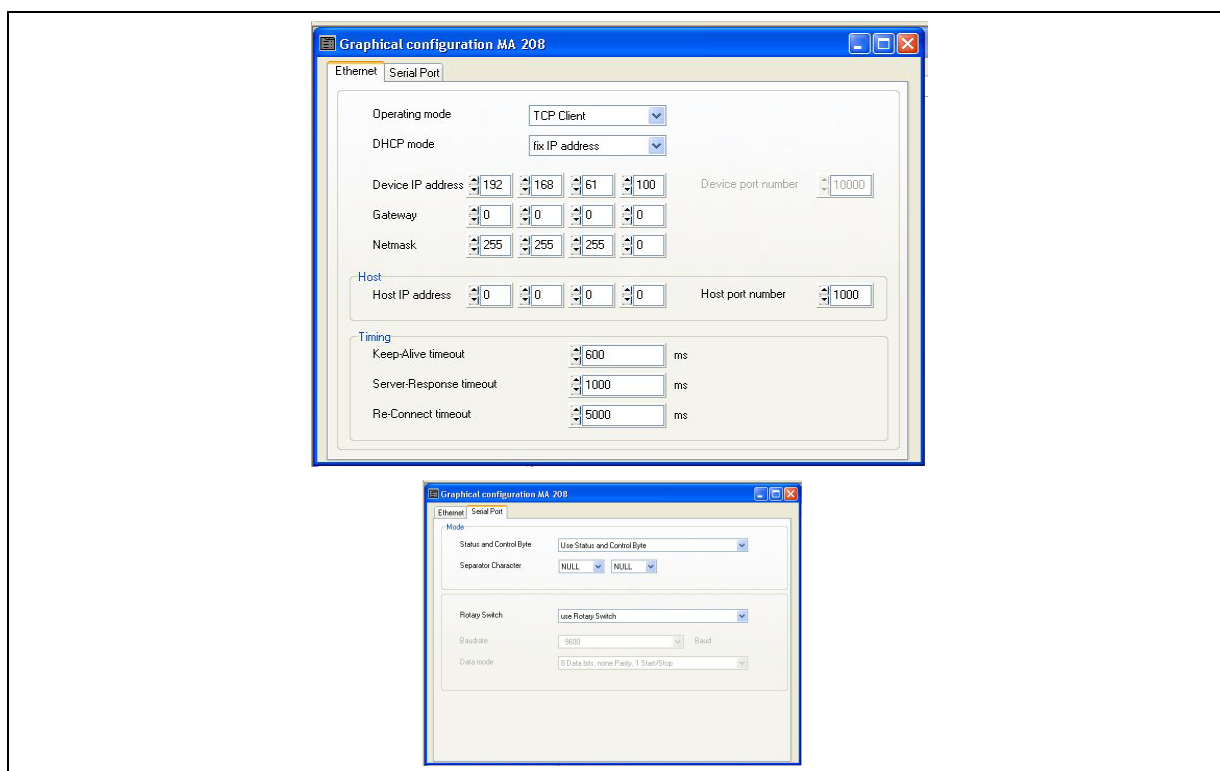 Graphical configuration MA 208
Ethernet Serial Port
Operating mode TCP Client
DHCP mode fix IP address
Device IP address 192 168 61 100 Device port number 10000
Gateway 0 0 0 0
Netmask 255 255 255 0
Host
Host IP address 0 0 0 0 Host port number 1000
Timing
Keep-Alive timeout 600 ms
Server-Response timeout 1000 ms
Re-Connect timeout 5000 ms
Graphical configuration MA 208
Ethernet Serial Port
Mode
Status and Control Byte Use Status and Control Byte
Separator Character NULL NULL
Rotary Switch use Rotary Switch
Baudrate 9600 Baud
Data mode 8 Data bits, none Parity, 1 Start/Stop